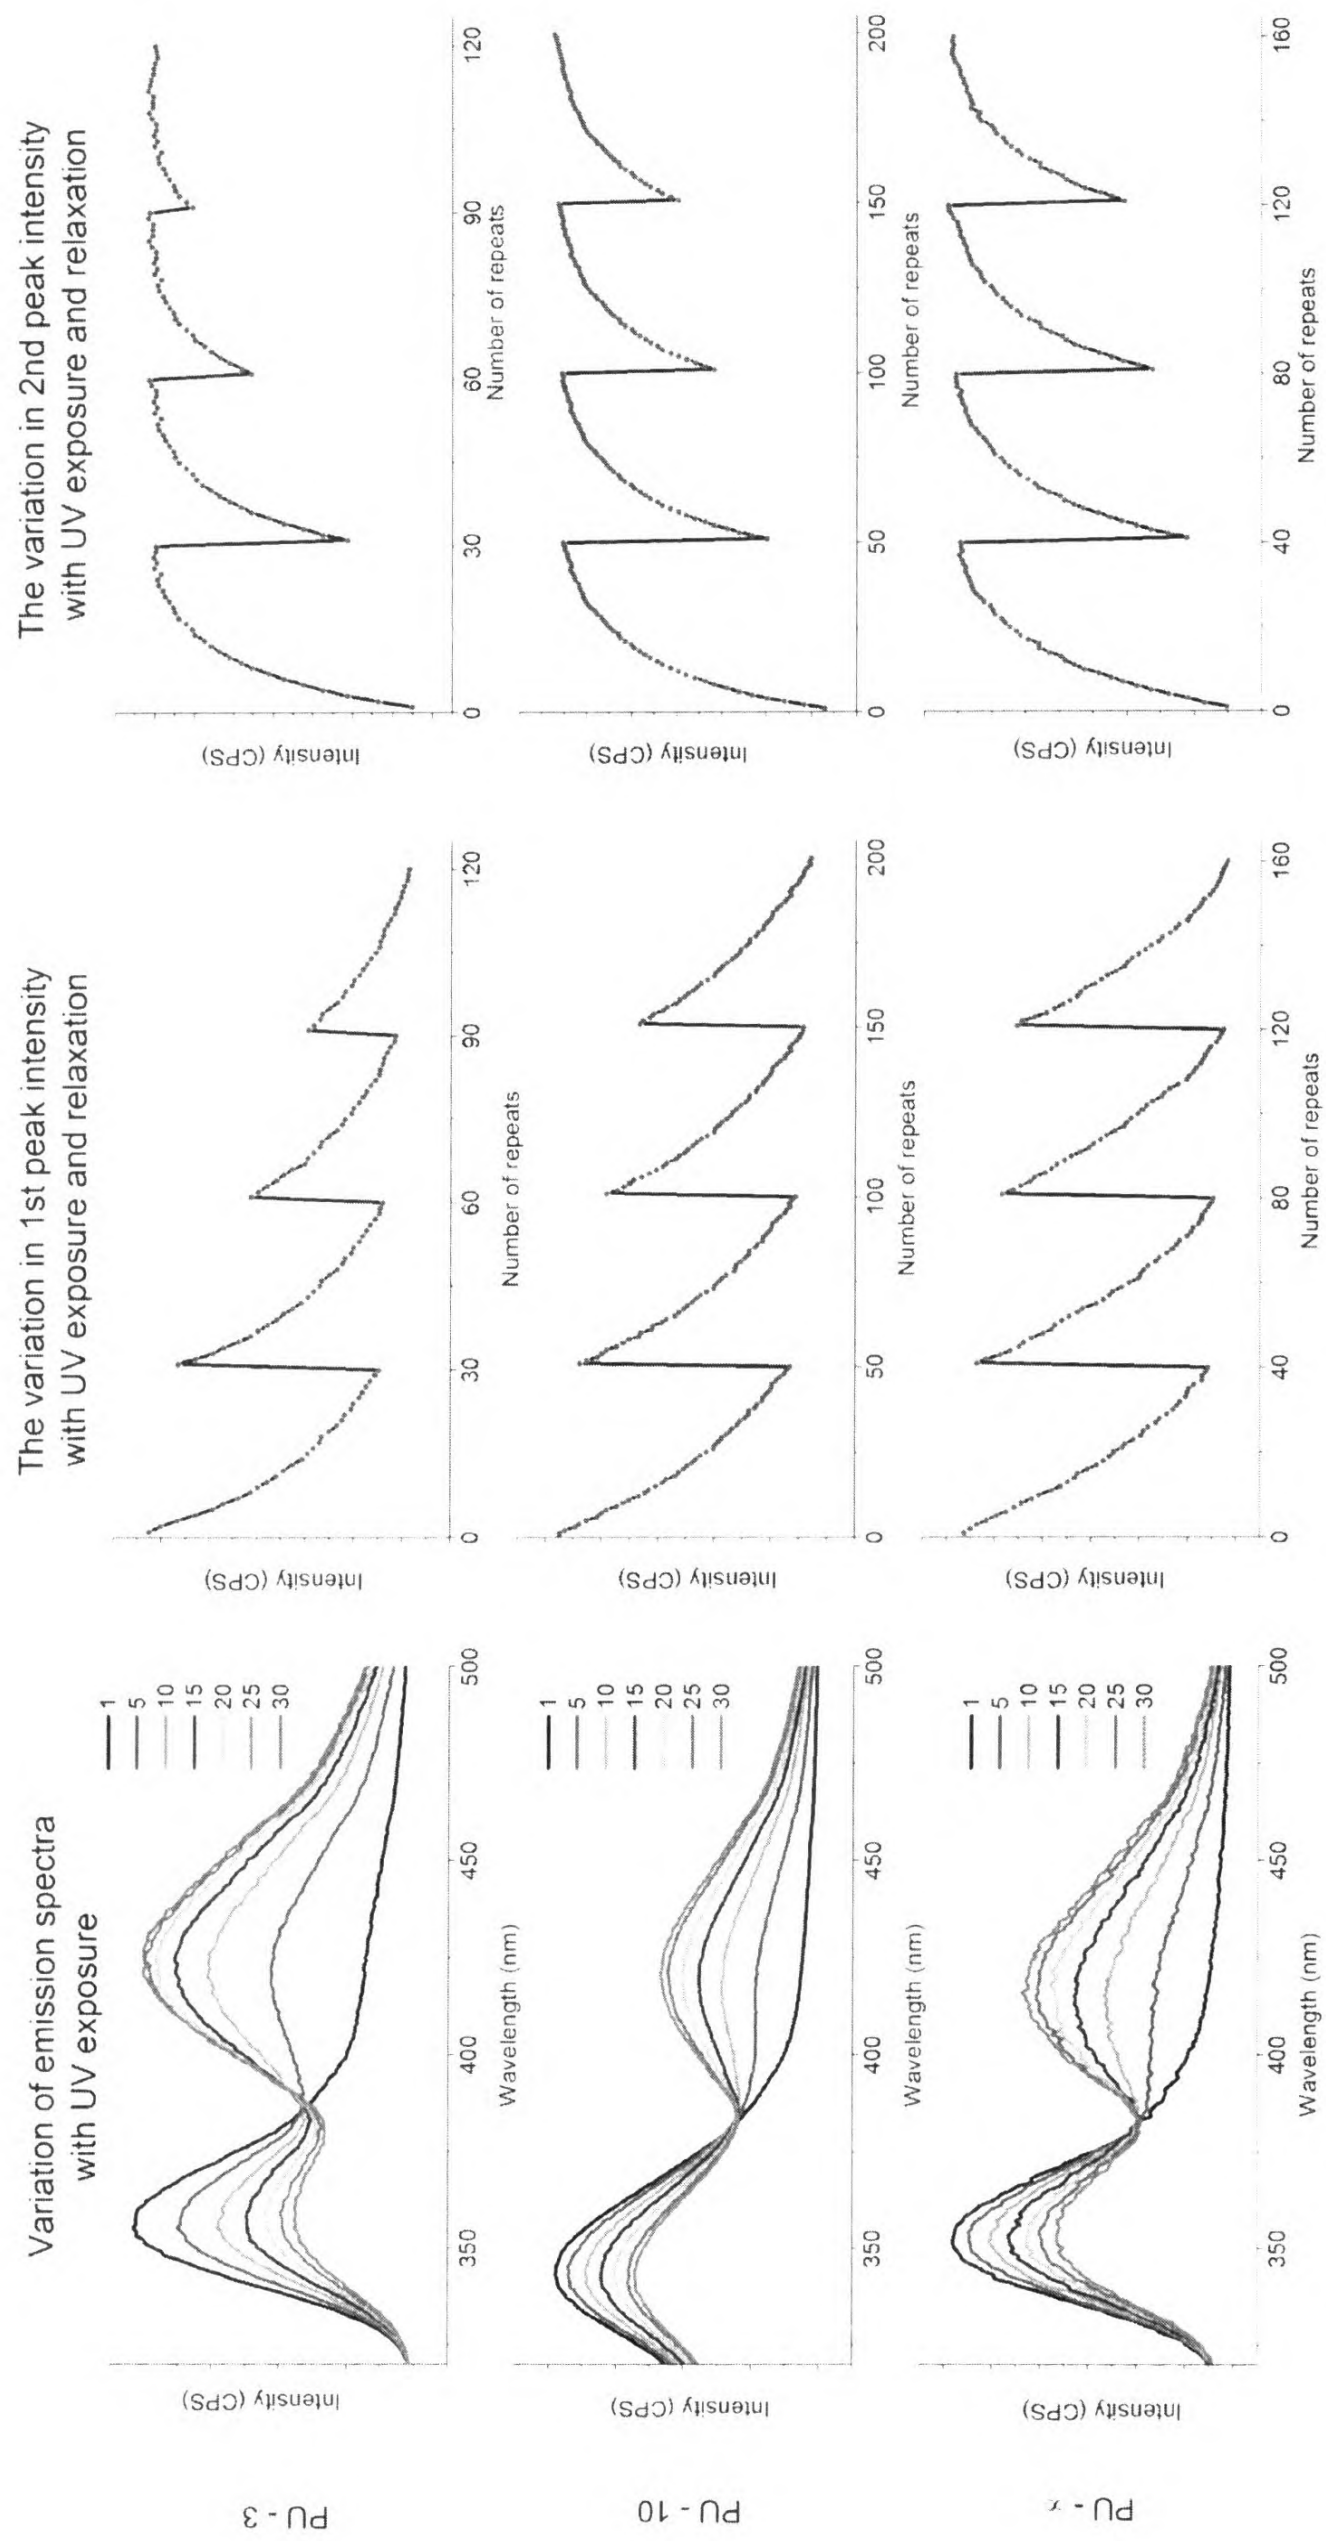 Variation of emission spectra
with UV exposure
The variation in 1st peak intensity
with UV exposure and relaxation
The variation in 2nd peak intensity
with UV exposure and relaxation
PU - 3
Intensity (CPS)
1
5
10
15
20
25
30
350
400
450
500
Wavelength (nm)
Intensity (CPS)
0
30
60
90
120
Number of repeats
Intensity (CPS)
0
30
60
90
120
Number of repeats
PU - 10
Intensity (CPS)
1
5
10
15
20
25
30
350
400
450
500
Wavelength (nm)
Intensity (CPS)
0
50
100
150
200
Number of repeats
Intensity (CPS)
0
50
100
150
200
Number of repeats
PU - x
Intensity (CPS)
1
5
10
15
20
25
30
350
400
450
500
Wavelength (nm)
Intensity (CPS)
0
40
80
120
160
Number of repeats
Intensity (CPS)
0
40
80
120
160
Number of repeats